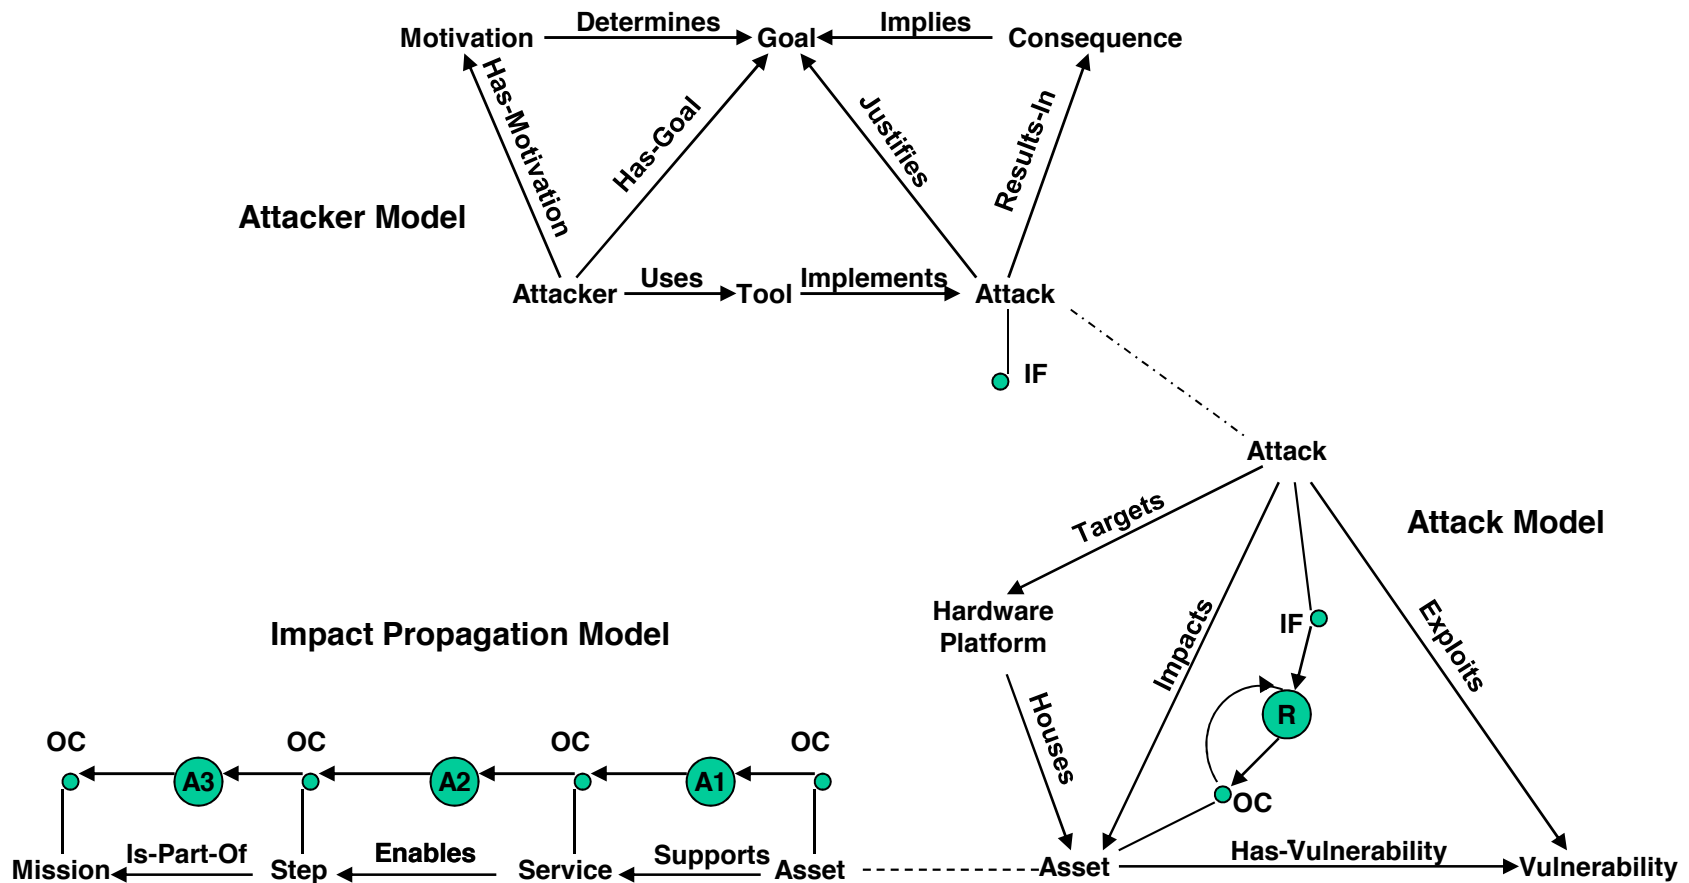 Determines
Implies
Motivation
Goal
Consequence
Has-Motivation
Has-Goal
Justifies
Results-In
Attacker Model
Uses
Implements
Attacker
Tool
Attack
IF
Attack
Targets
Attack Model
Hardware
Platform
IF
Impacts
Exploits
Impact Propagation Model
R
Houses
OC
OC
OC
OC
A3
A2
A1
OC
Is-Part-Of
Enables
Supports
Has-Vulnerability
Mission
Step
Service
Asset
Asset
Vulnerability